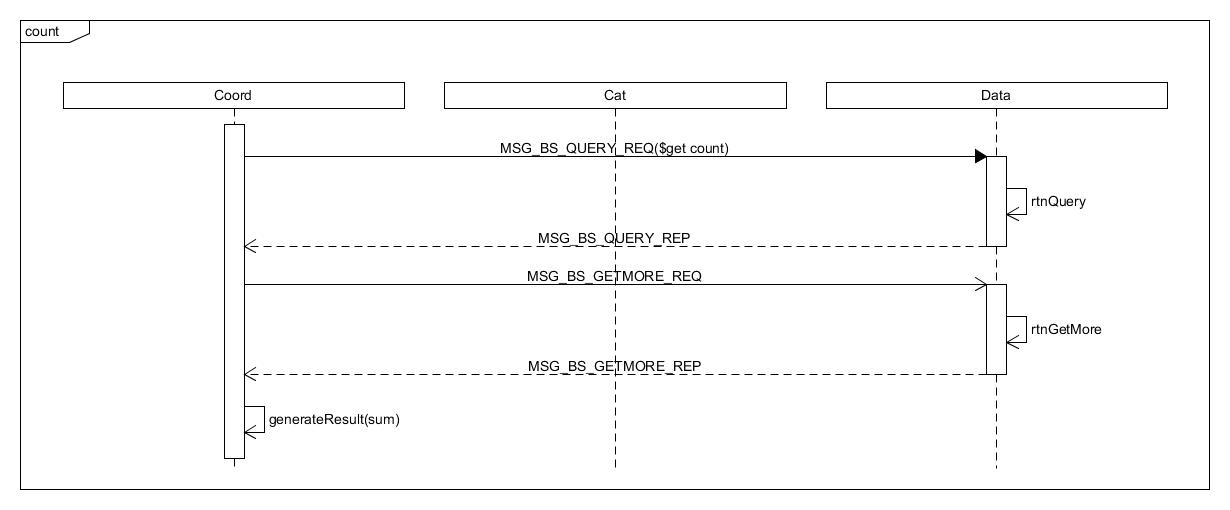 count
Coord
Cat
Data
MSG_BS_QUERY_REQ($get count)
rtnQuery
MSG_BS_QUERY_REP
MSG_BS_GETMORE_REQ
rtnGetMore
MSG_BS_GETMORE_REP
generateResult(sum)